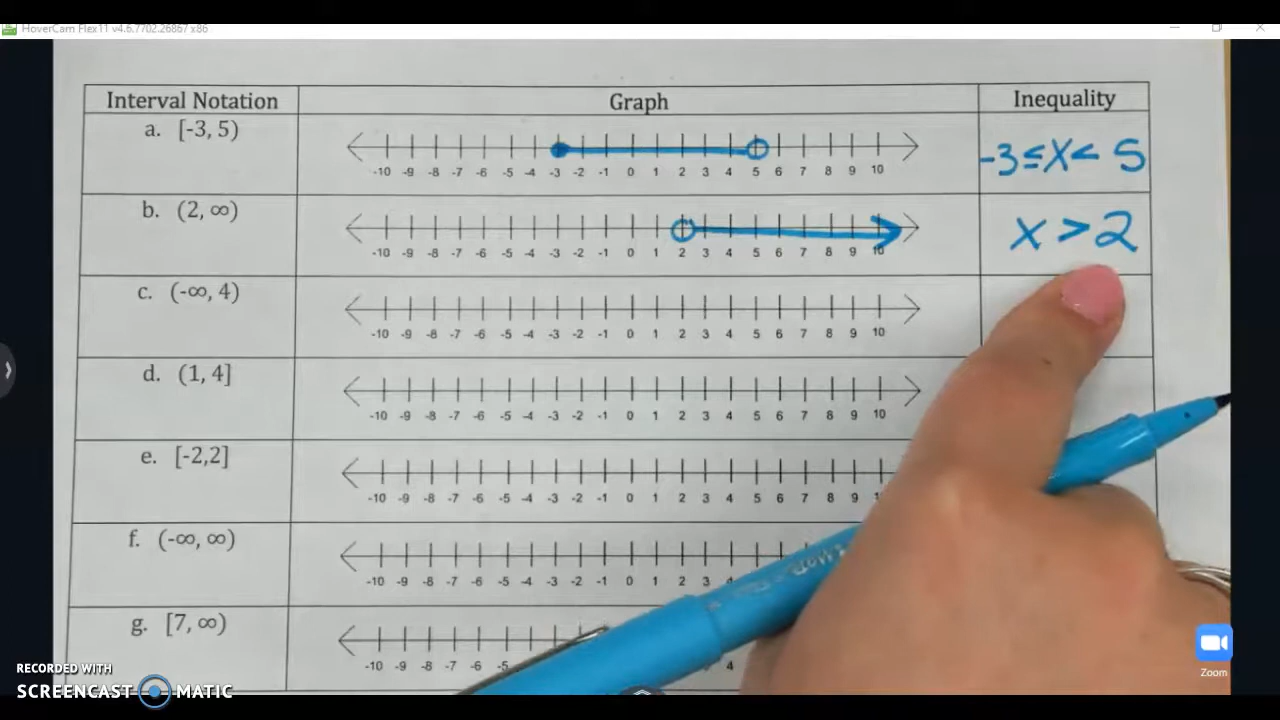 HoverCam Flex11 v4.6.7702.26867 x86
Interval Notation Graph Inequality
a. [-3, 5)
-10 -9 -8 -7 -6 -5 -4 -3 -2 -1 0 1 2 3 4 5 6 7 8 9 10
-3 ≤ x < 5
b. (2, ∞)
-10 -9 -8 -7 -6 -5 -4 -3 -2 -1 0 1 2 3 4 5 6 7 8 9 10
x > 2
c. (-∞, 4)
-10 -9 -8 -7 -6 -5 -4 -3 -2 -1 0 1 2 3 4 5 6 7 8 9 10
d. (1, 4]
-10 -9 -8 -7 -6 -5 -4 -3 -2 -1 0 1 2 3 4 5 6 7 8 9 10
e. [-2,2]
-10 -9 -8 -7 -6 -5 -4 -3 -2 -1 0 1 2 3 4 5 6 7 8 9
f. (-∞, ∞)
-10 -9 -8 -7 -6 -5 -4 -3 -2 -1 0 1 2 3
g. [7, ∞)
-10 -9 -8 -7 -6 -5 4
RECORDED WITH
SCREENCAST MATIC
Zoom